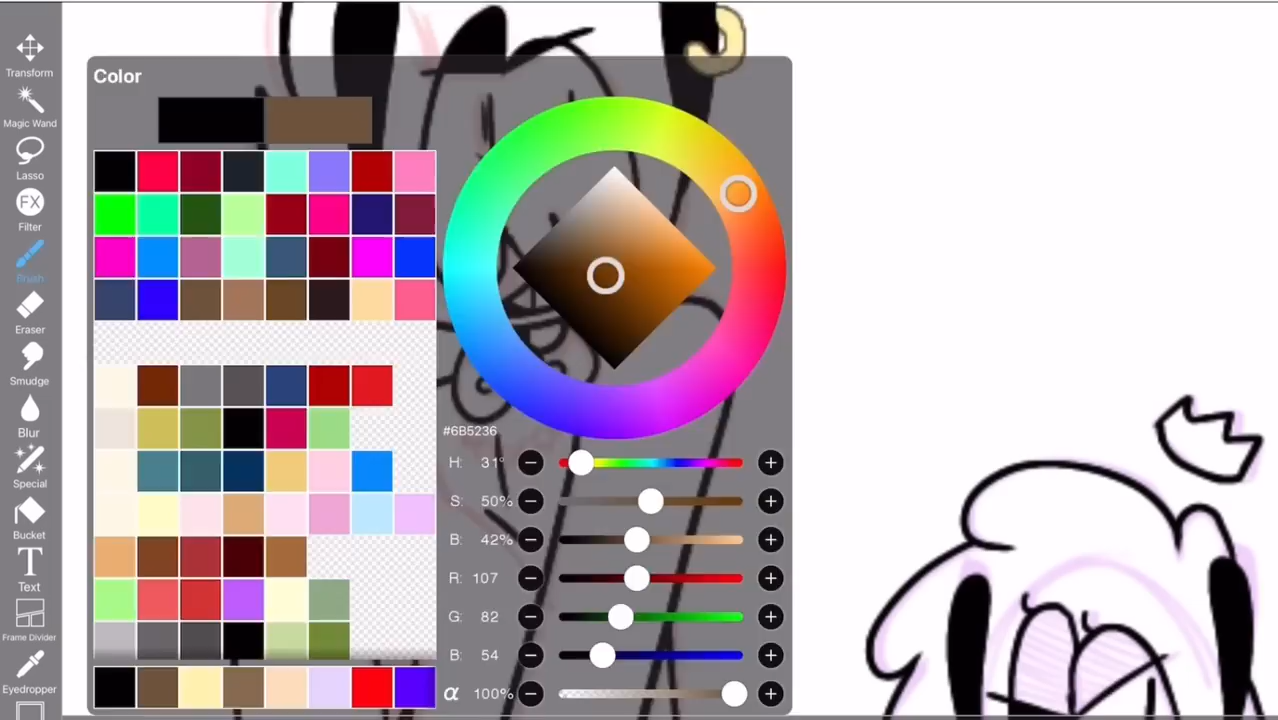 Transform
Magic Wand
Lasso
FX
Filter
Brush
Eraser
Smudge
Blur
Special
Bucket
T
Text
Frame Divider
Eyedropper
Color
#6B5236
H: 31°
S: 50%
B: 42%
R: 107
G: 82
B: 54
α 100%